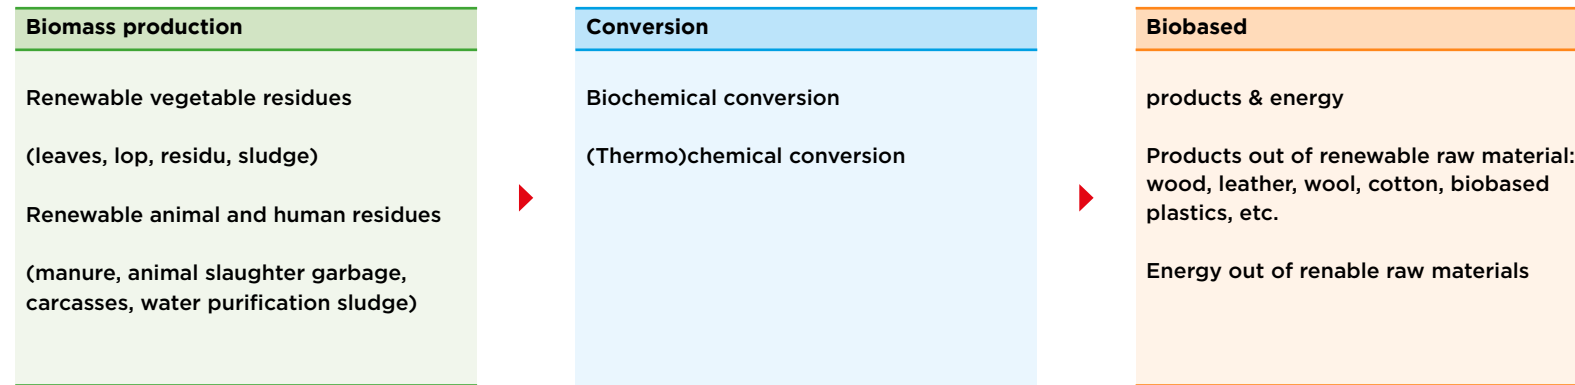 Biomass production
Renewable vegetable residues
(leaves, lop, residu, sludge)
Renewable animal and human residues
(manure, animal slaughter garbage,
carcasses, water purification sludge)
Conversion
Biochemical conversion
(Thermo)chemical conversion
Biobased
products & energy
Products out of renewable raw material:
wood, leather, wool, cotton, biobased
plastics, etc.
Energy out of renable raw materials